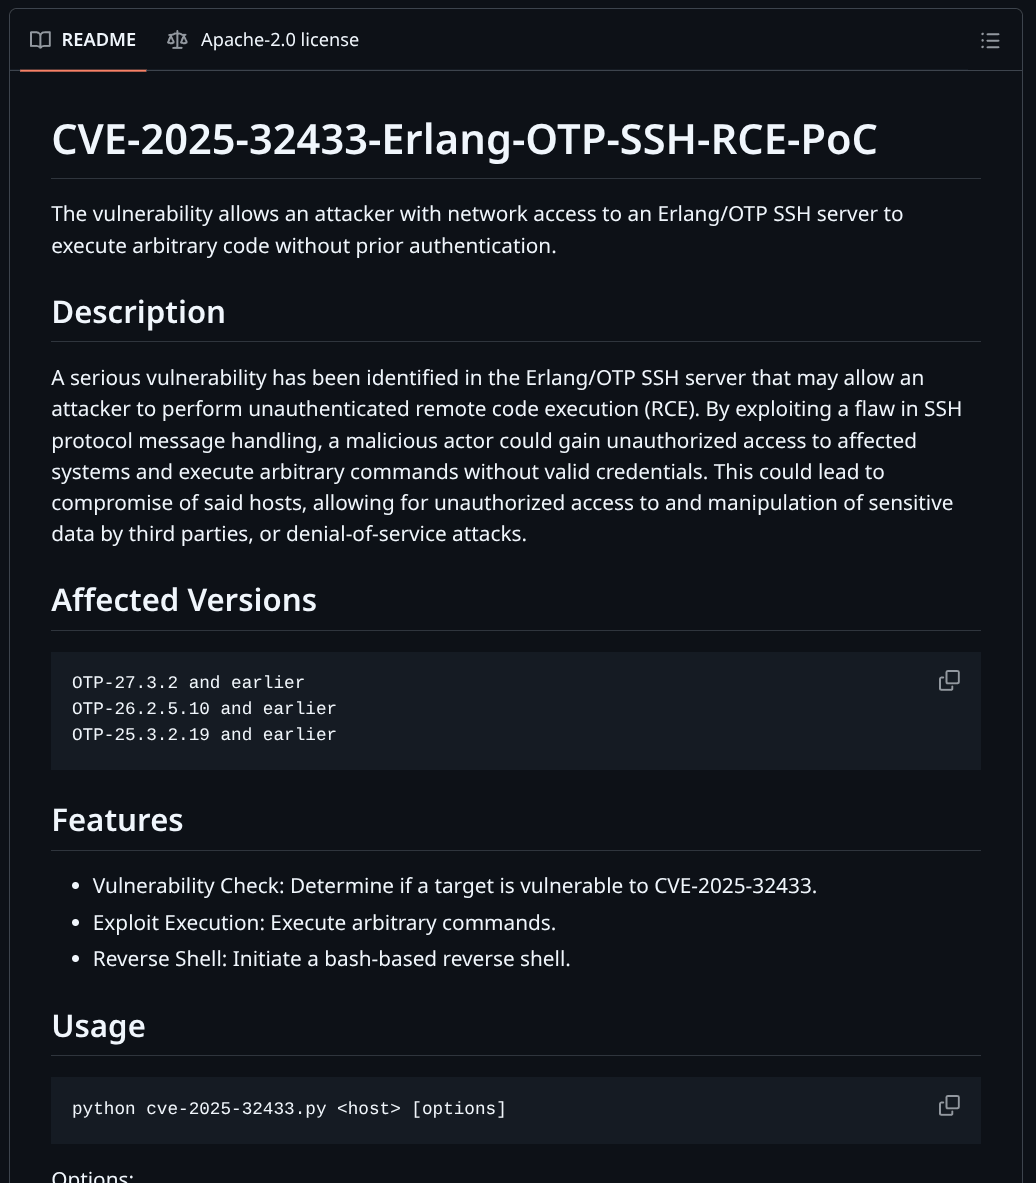 README
Apache-2.0 license
CVE-2025-32433-Erlang-OTP-SSH-RCE-PoC
The vulnerability allows an attacker with network access to an Erlang/OTP SSH server to
execute arbitrary code without prior authentication.
Description
A serious vulnerability has been identified in the Erlang/OTP SSH server that may allow an
attacker to perform unauthenticated remote code execution (RCE). By exploiting a flaw in SSH
protocol message handling, a malicious actor could gain unauthorized access to affected
systems and execute arbitrary commands without valid credentials. This could lead to
compromise of said hosts, allowing for unauthorized access to and manipulation of sensitive
data by third parties, or denial-of-service attacks.
Affected Versions
OTP-27.3.2 and earlier
OTP-26.2.5.10 and earlier
OTP-25.3.2.19 and earlier
Features
• Vulnerability Check: Determine if a target is vulnerable to CVE-2025-32433.
• Exploit Execution: Execute arbitrary commands.
• Reverse Shell: Initiate a bash-based reverse shell.
Usage
python cve-2025-32433.py <host> [options]
Options: